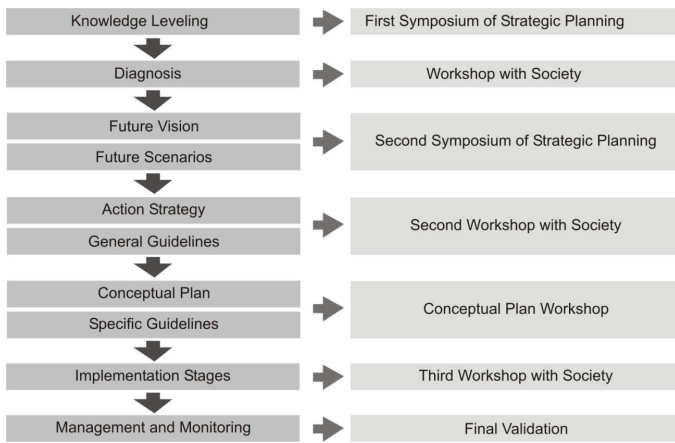 Knowledge Leveling
First Symposium of Strategic Planning
Diagnosis
Workshop with Society
Future Vision
Future Scenarios
Second Symposium of Strategic Planning
Action Strategy
General Guidelines
Second Workshop with Society
Conceptual Plan
Specific Guidelines
Conceptual Plan Workshop
Implementation Stages
Third Workshop with Society
Management and Monitoring
Final Validation